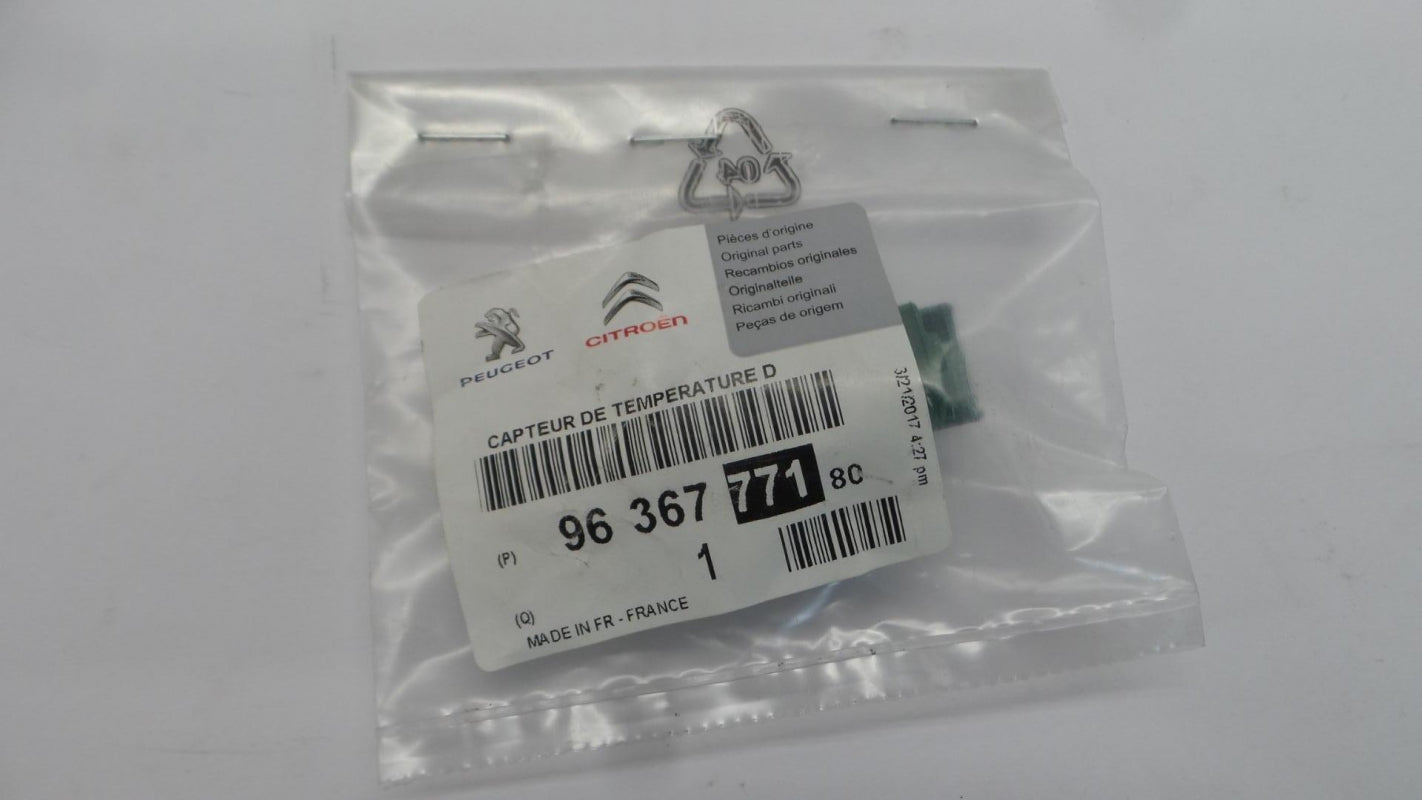 04
Pièces d'origine
Original parts
Recambios originales
Originalteile
Ricambi originali
Peças de origem
PEUGEOT
CITROËN
CAPTEUR DE TEMPERATURE D
3/21/2017 4:27 pm
(P) 96 367 771 80
1
(Q)
MADE IN FR - FRANCE